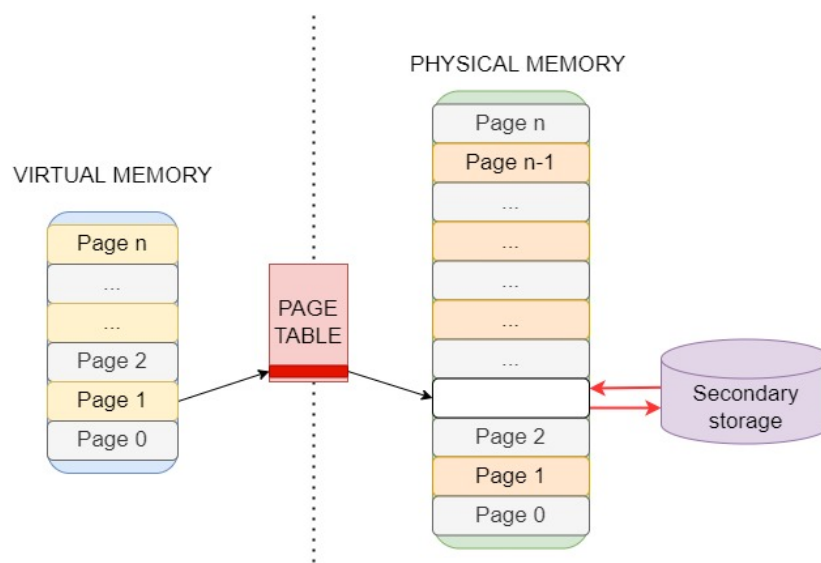 VIRTUAL MEMORY
Page n
...
...
Page 2
Page 1
Page 0
PAGE
TABLE
PHYSICAL MEMORY
Page n
Page n-1
...
...
...
...
...
Page 2
Page 1
Page 0
Secondary
storage